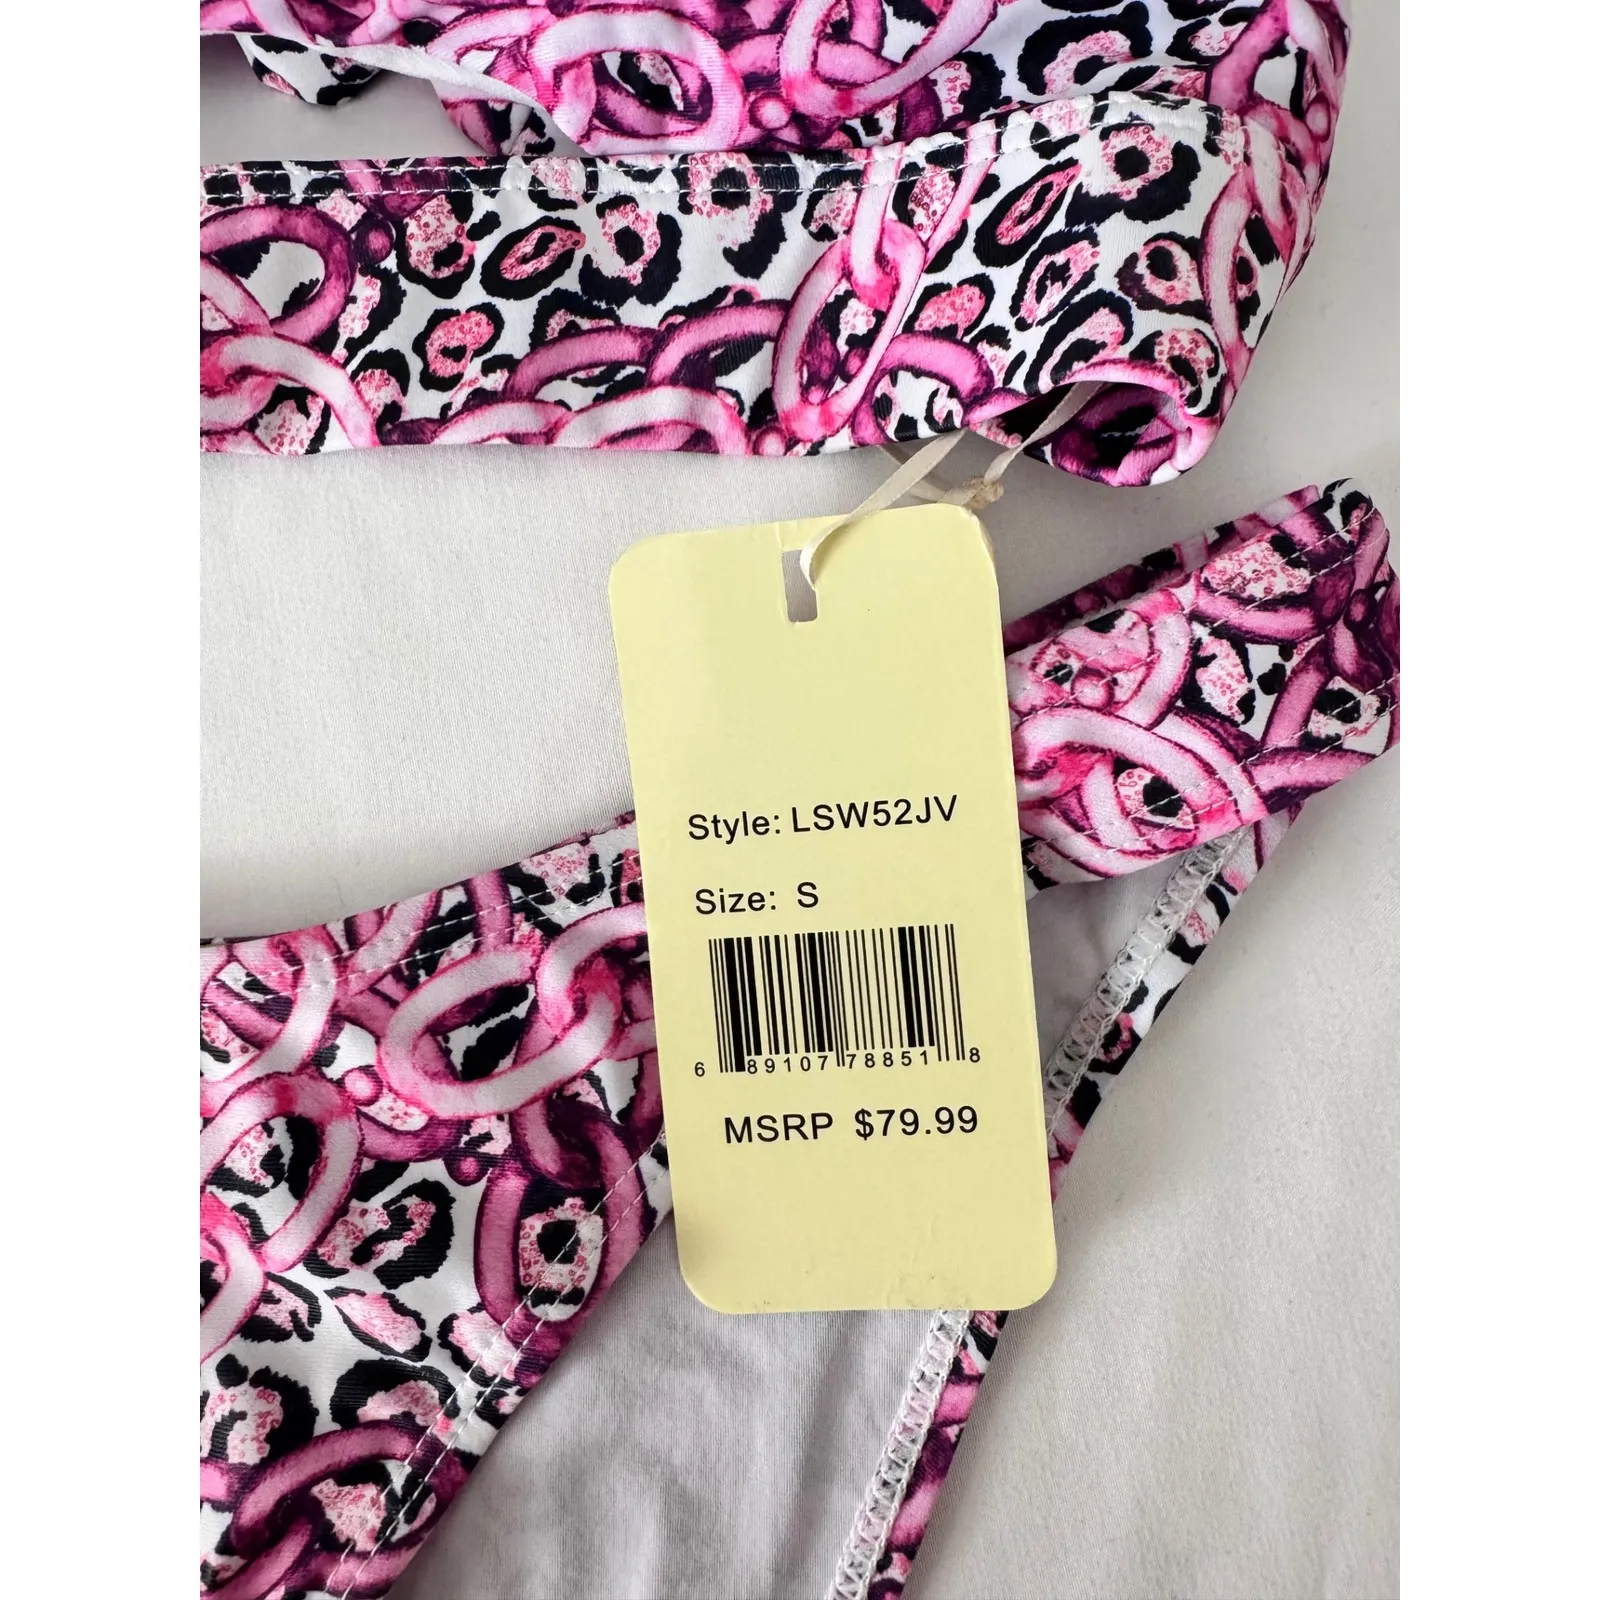 Style: LSW52JV
Size: S
6 89107 78851 8
MSRP $79.99